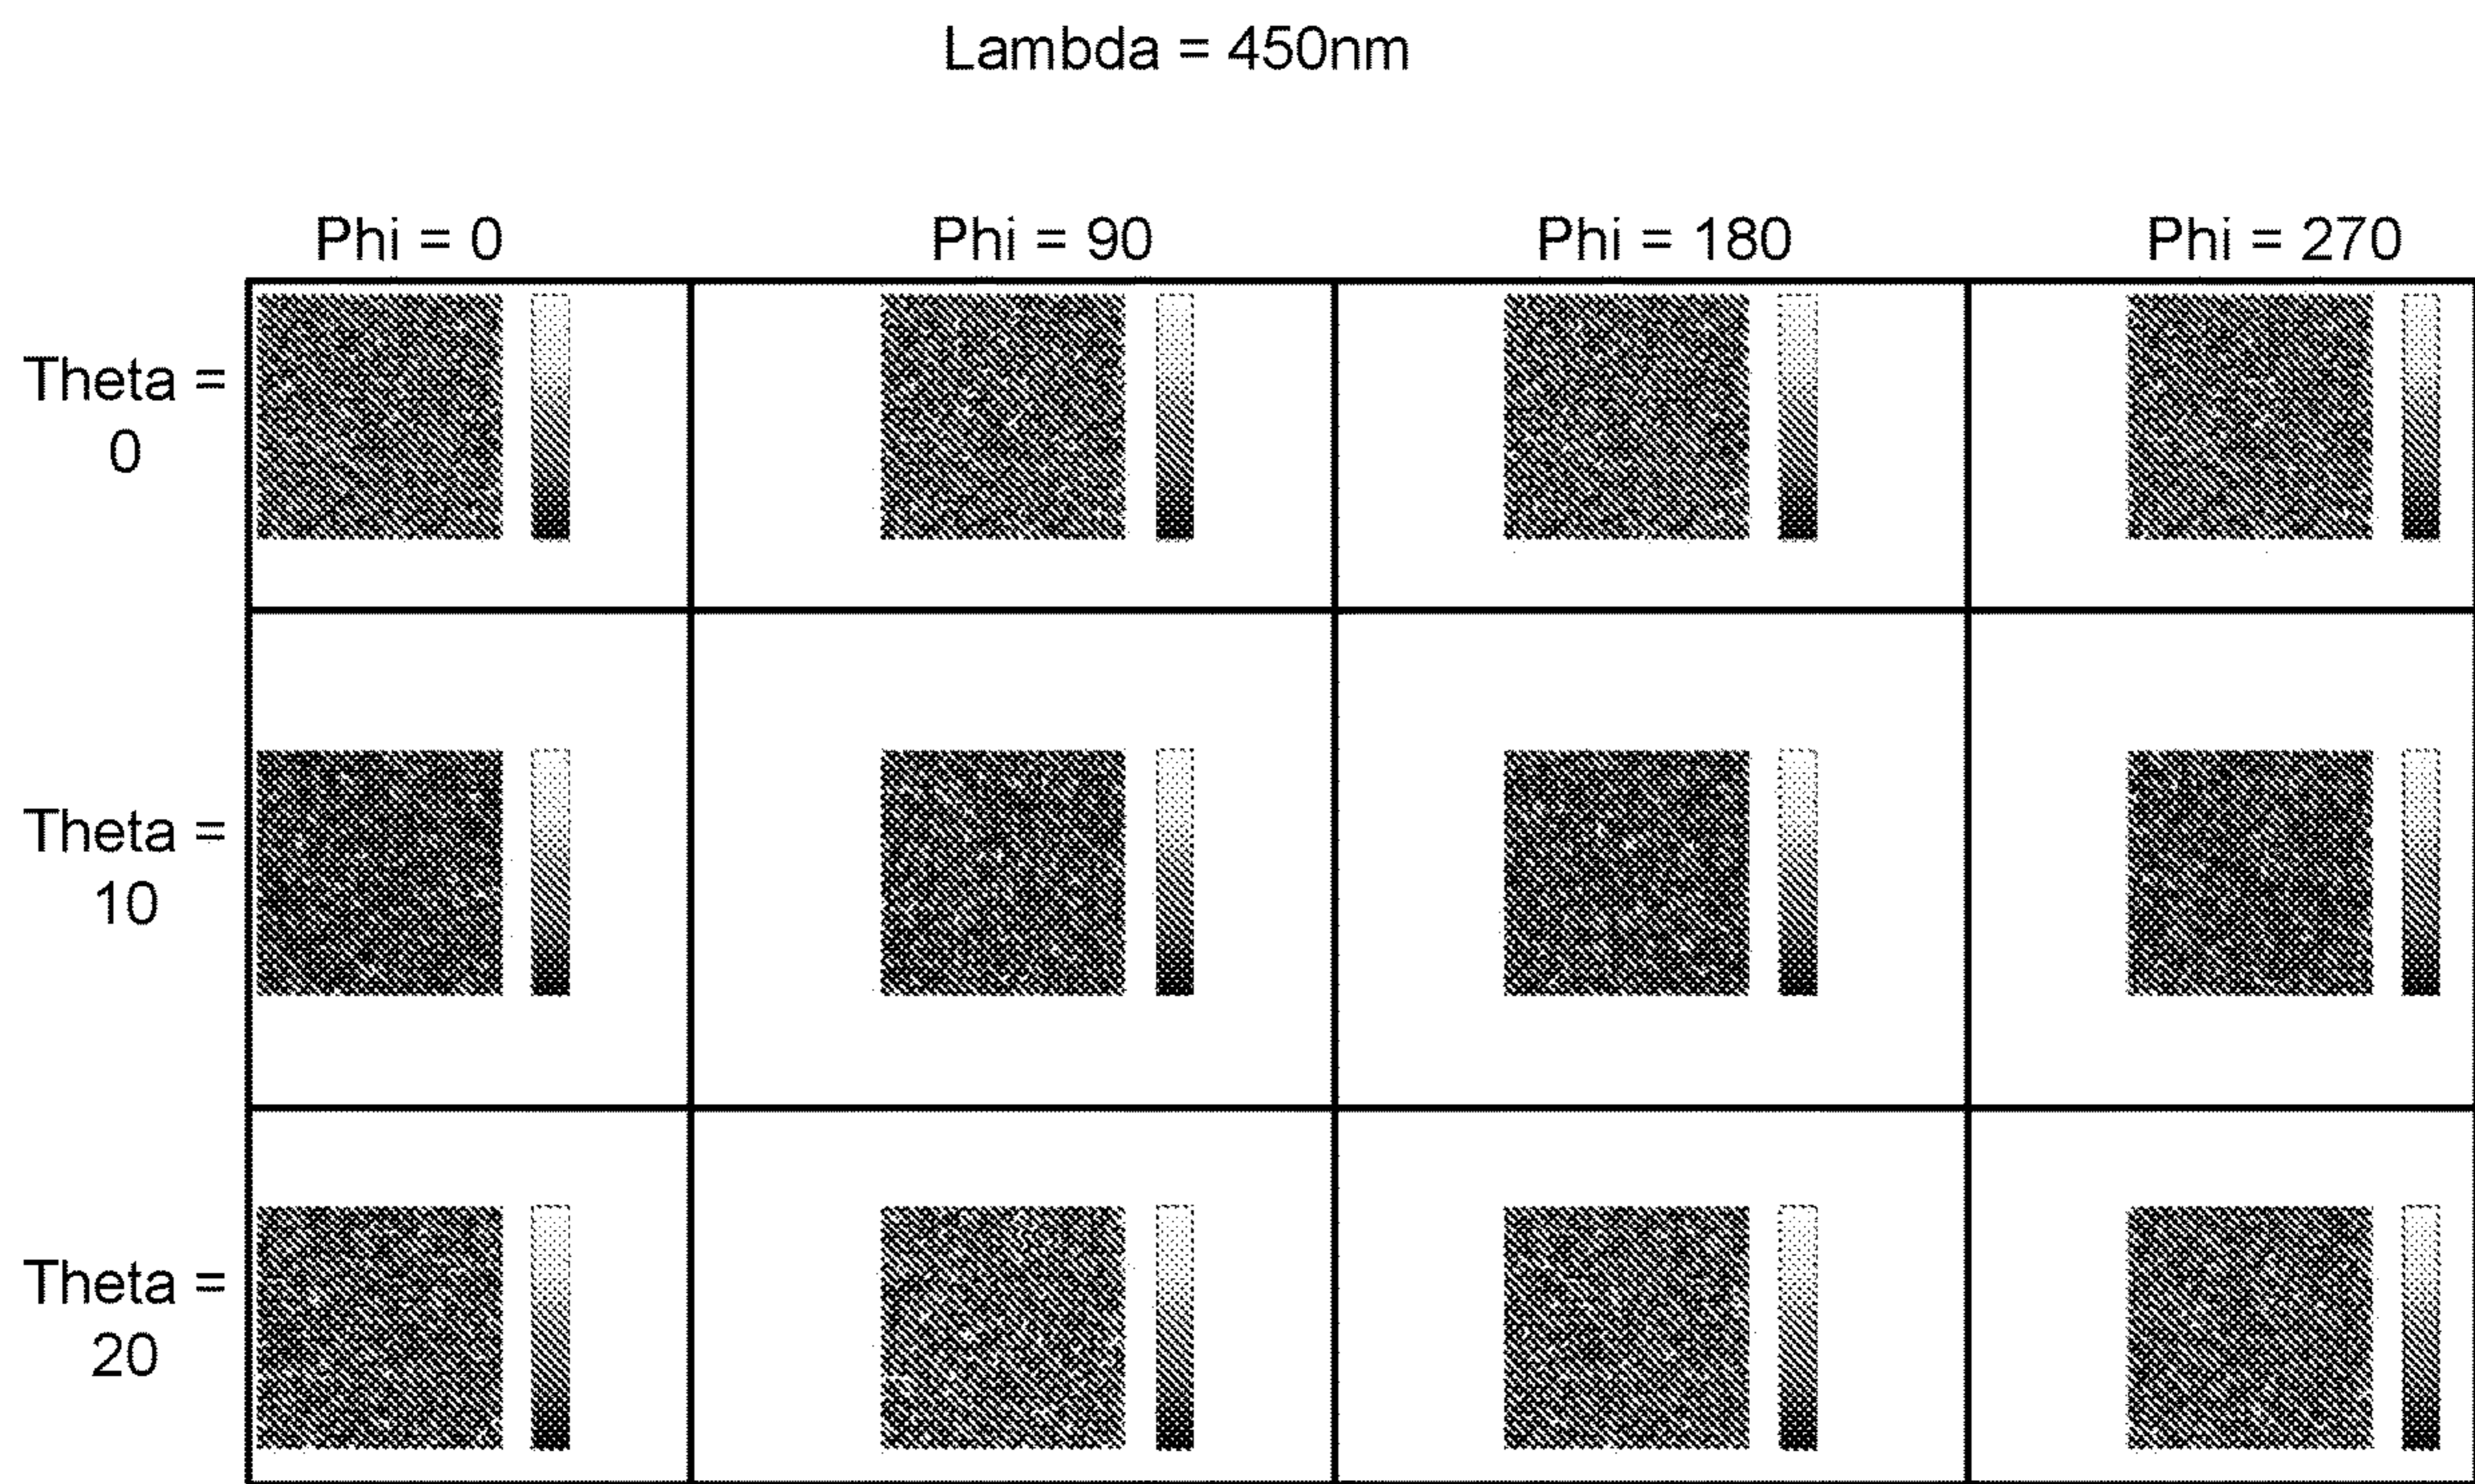 Lambda = 450nm
Phi = 0
Phi = 90
Phi = 180
Phi = 270
Theta =
0
Theta =
10
Theta =
20